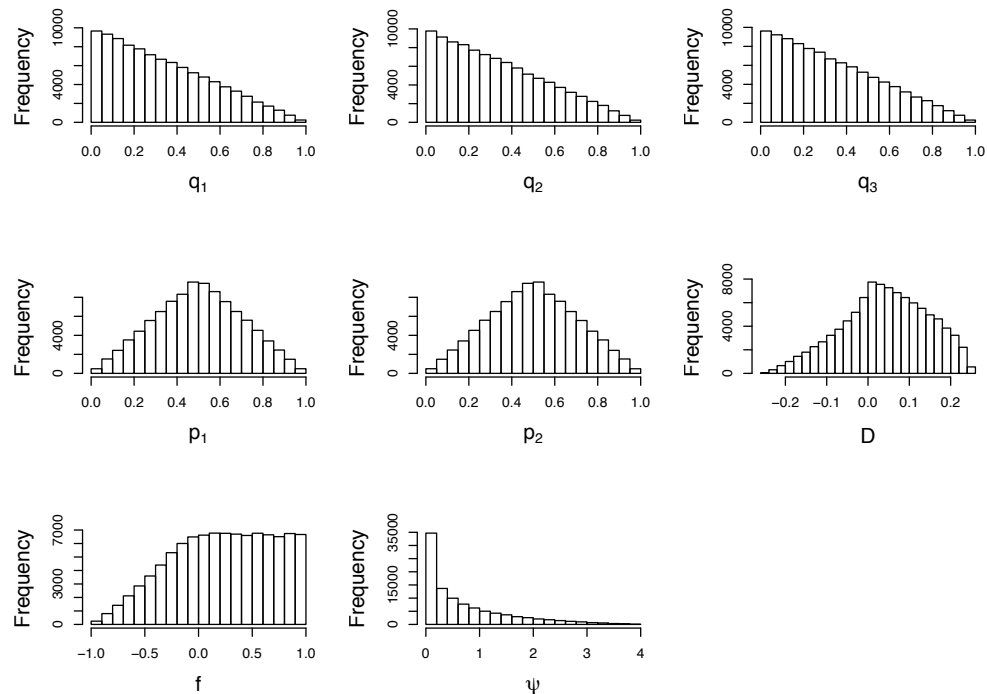 Frequency
0 4000 10000
0.0 0.2 0.4 0.6 0.8 1.0
q1
Frequency
0 4000 10000
0.0 0.2 0.4 0.6 0.8 1.0
q2
Frequency
0 4000 10000
0.0 0.2 0.4 0.6 0.8 1.0
q3
Frequency
0 4000
0.0 0.2 0.4 0.6 0.8 1.0
p1
Frequency
0 4000
0.0 0.2 0.4 0.6 0.8 1.0
p2
Frequency
0 4000 8000
−0.2 −0.1 0.0 0.1 0.2
D
Frequency
0 3000 7000
−1.0 −0.5 0.0 0.5 1.0
f
Frequency
0 15000 35000
0 1 2 3 4
ψ